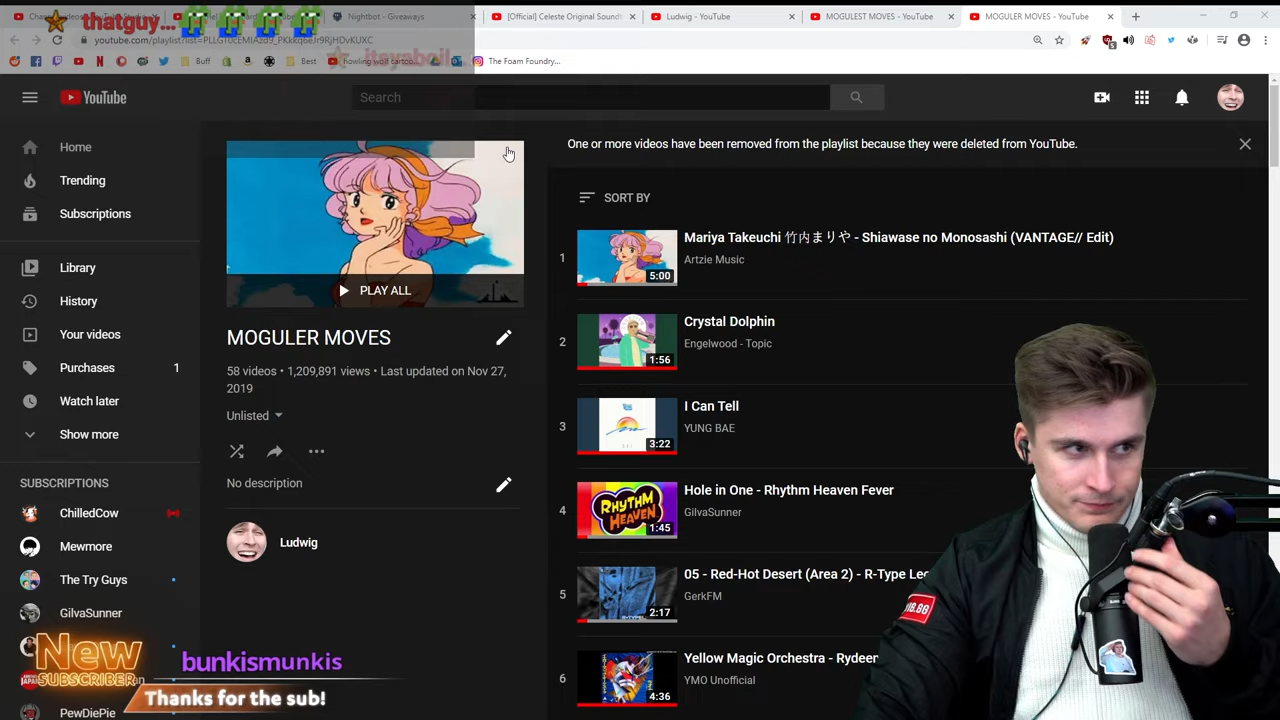 thatguy...
Nightbot - Giveaways
[Official] Celeste Original Sound
Ludwig - YouTube
MOGULEST MOVES - YouTube
MOGULER MOVES - YouTube
Buff
Best
howling wolf cartoo...
The Foam Foundry...
YouTube
Search
Home
Trending
Subscriptions
Library
History
Your videos
Purchases 1
Watch later
Show more
SUBSCRIPTIONS
ChilledCow
Mewmore
The Try Guys
GilvaSunner
PewDiePie
PLAY ALL
MOGULER MOVES
58 videos • 1,209,891 views • Last updated on Nov 27,
2019
Unlisted
No description
Ludwig
One or more videos have been removed from the playlist because they were deleted from YouTube.
SORT BY
1
5:00
Mariya Takeuchi 竹内まりや - Shiawase no Monosashi (VANTAGE// Edit)
Artzie Music
2
1:56
Crystal Dolphin
Engelwood - Topic
3
3:22
I Can Tell
YUNG BAE
4
RHYTHM
HEAVEN
1:45
Hole in One - Rhythm Heaven Fever
GilvaSunner
5
2:17
05 - Red-Hot Desert (Area 2) - R-Type Le
GerkFM
6
4:36
Yellow Magic Orchestra - Rydeen
YMO Unofficial
New
SUBSCRIBER
bunkismunkis
Thanks for the sub!